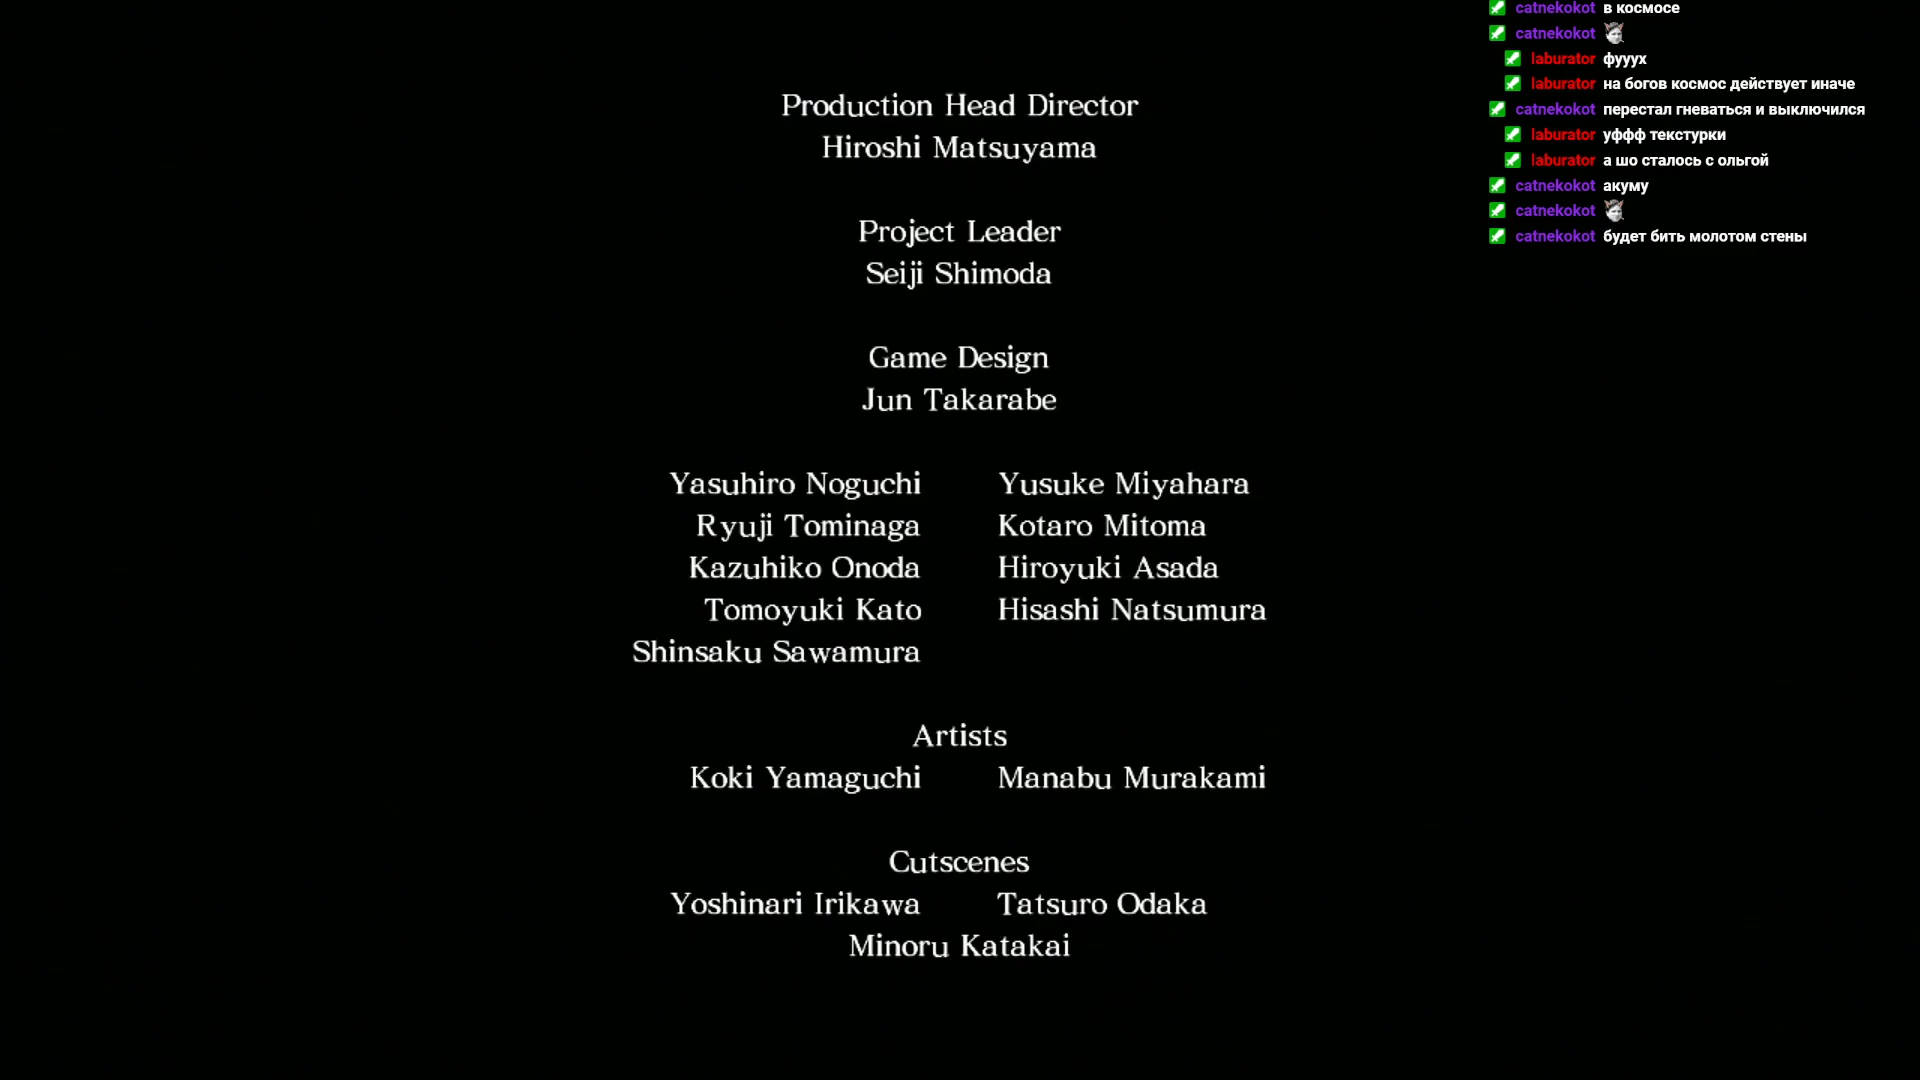 Production Head Director
Hiroshi Matsuyama
Project Leader
Seiji Shimoda
Game Design
Jun Takarabe
Yasuhiro Noguchi Yusuke Miyahara
Ryuji Tominaga Kotaro Mitoma
Kazuhiko Onoda Hiroyuki Asada
Tomoyuki Kato Hisashi Natsumura
Shinsaku Sawamura
Artists
Koki Yamaguchi Manabu Murakami
Cutscenes
Yoshinari Irikawa Tatsuro Odaka
Minoru Katakai
catnekokot в космосе
catnekokot
laburator фууух
laburator на богов космос действует иначе
catnekokot перестал гневаться и выключился
laburator уффф текстурки
laburator а шо сталось с ольгой
catnekokot акуму
catnekokot
catnekokot будет бить молотом стены